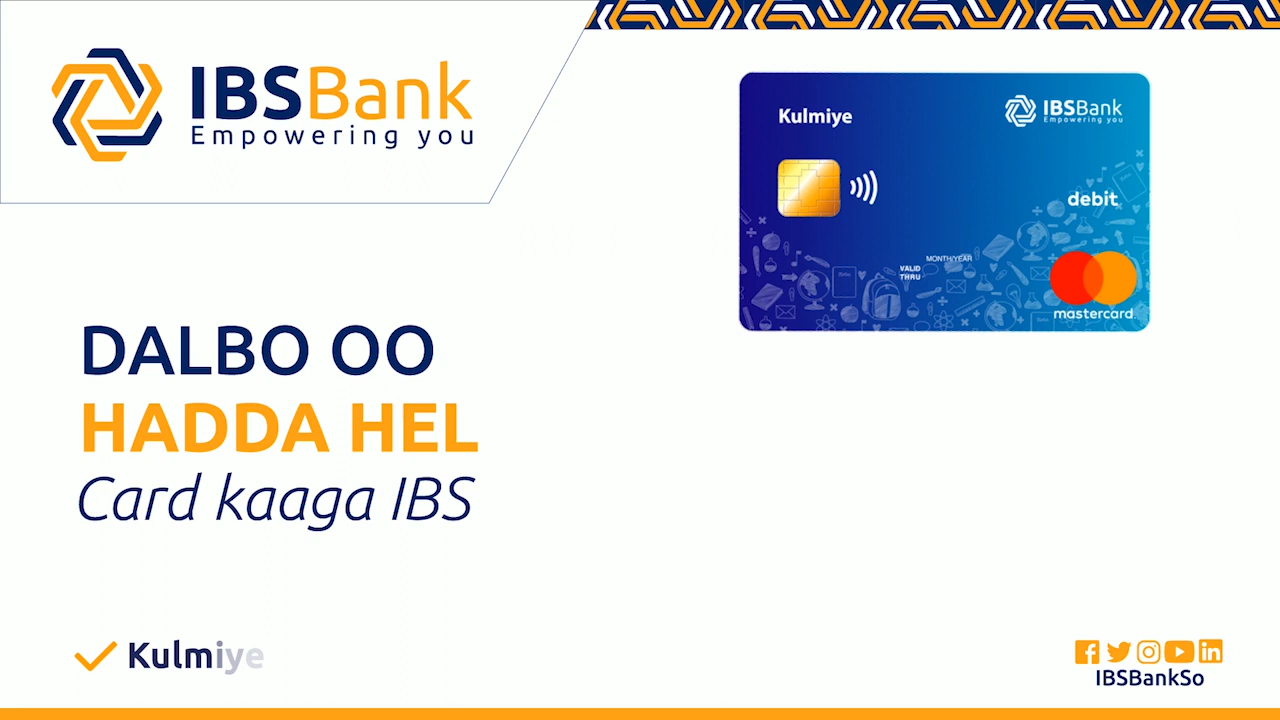 IBSBank
Empowering you
Kulmiye
IBSBank
Empowering you
debit
MONTH/YEAR
VALID
THRU
mastercard
DALBO OO
HADDA HEL
Card kaaga IBS
Kulmiye
IBSBankSo